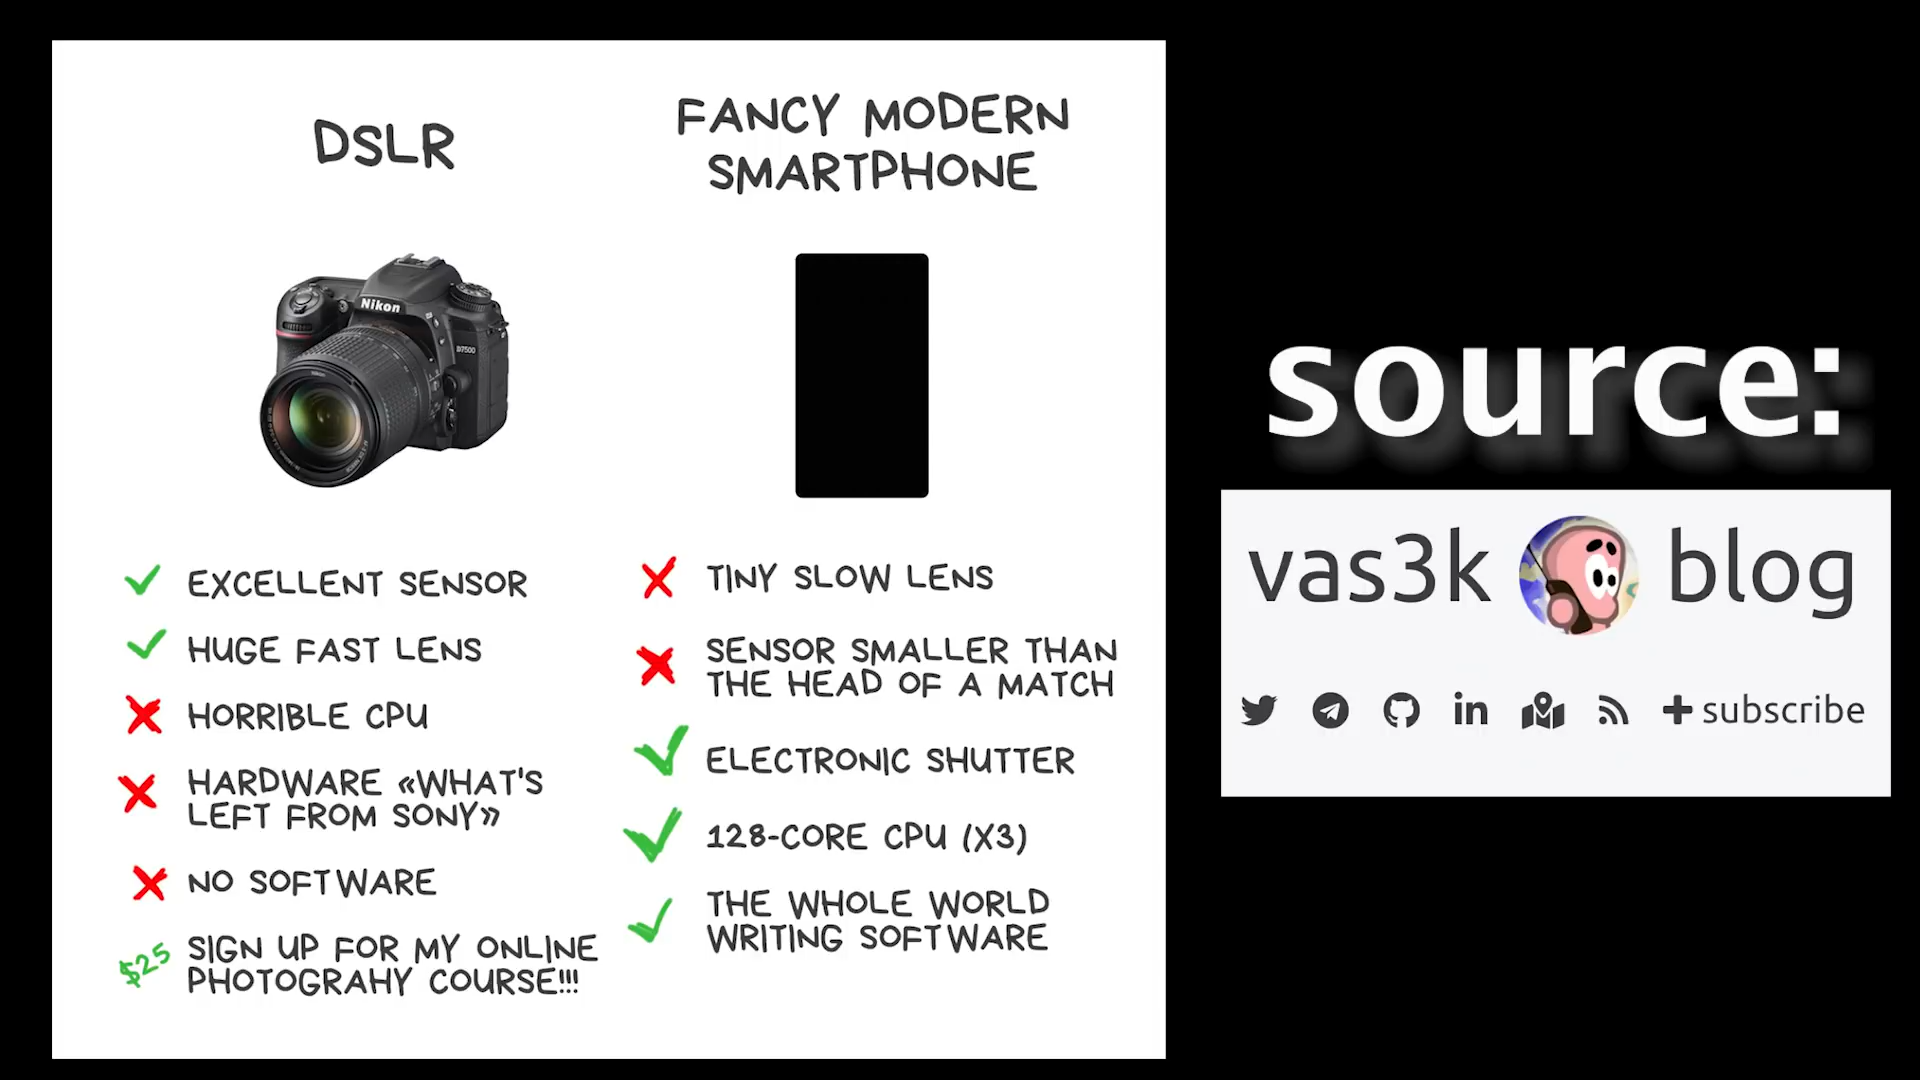 DSLR
FANCY MODERN
SMARTPHONE
Nikon
D7500
EXCELLENT SENSOR
HUGE FAST LENS
HORRIBLE CPU
HARDWARE «WHAT'S
LEFT FROM SONY»
NO SOFTWARE
$25
SIGN UP FOR MY ONLINE
PHOTOGRAHY COURSE!!!
TINY SLOW LENS
SENSOR SMALLER THAN
THE HEAD OF A MATCH
ELECTRONIC SHUTTER
128-CORE CPU (X3)
THE WHOLE WORLD
WRITING SOFTWARE
source:
vas3k blog
in
+ subscribe